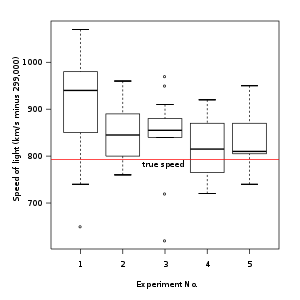 Speed of light (km/s minus 299,000)
1000
900
800
700
true speed
1 2 3 4 5
Experiment No.